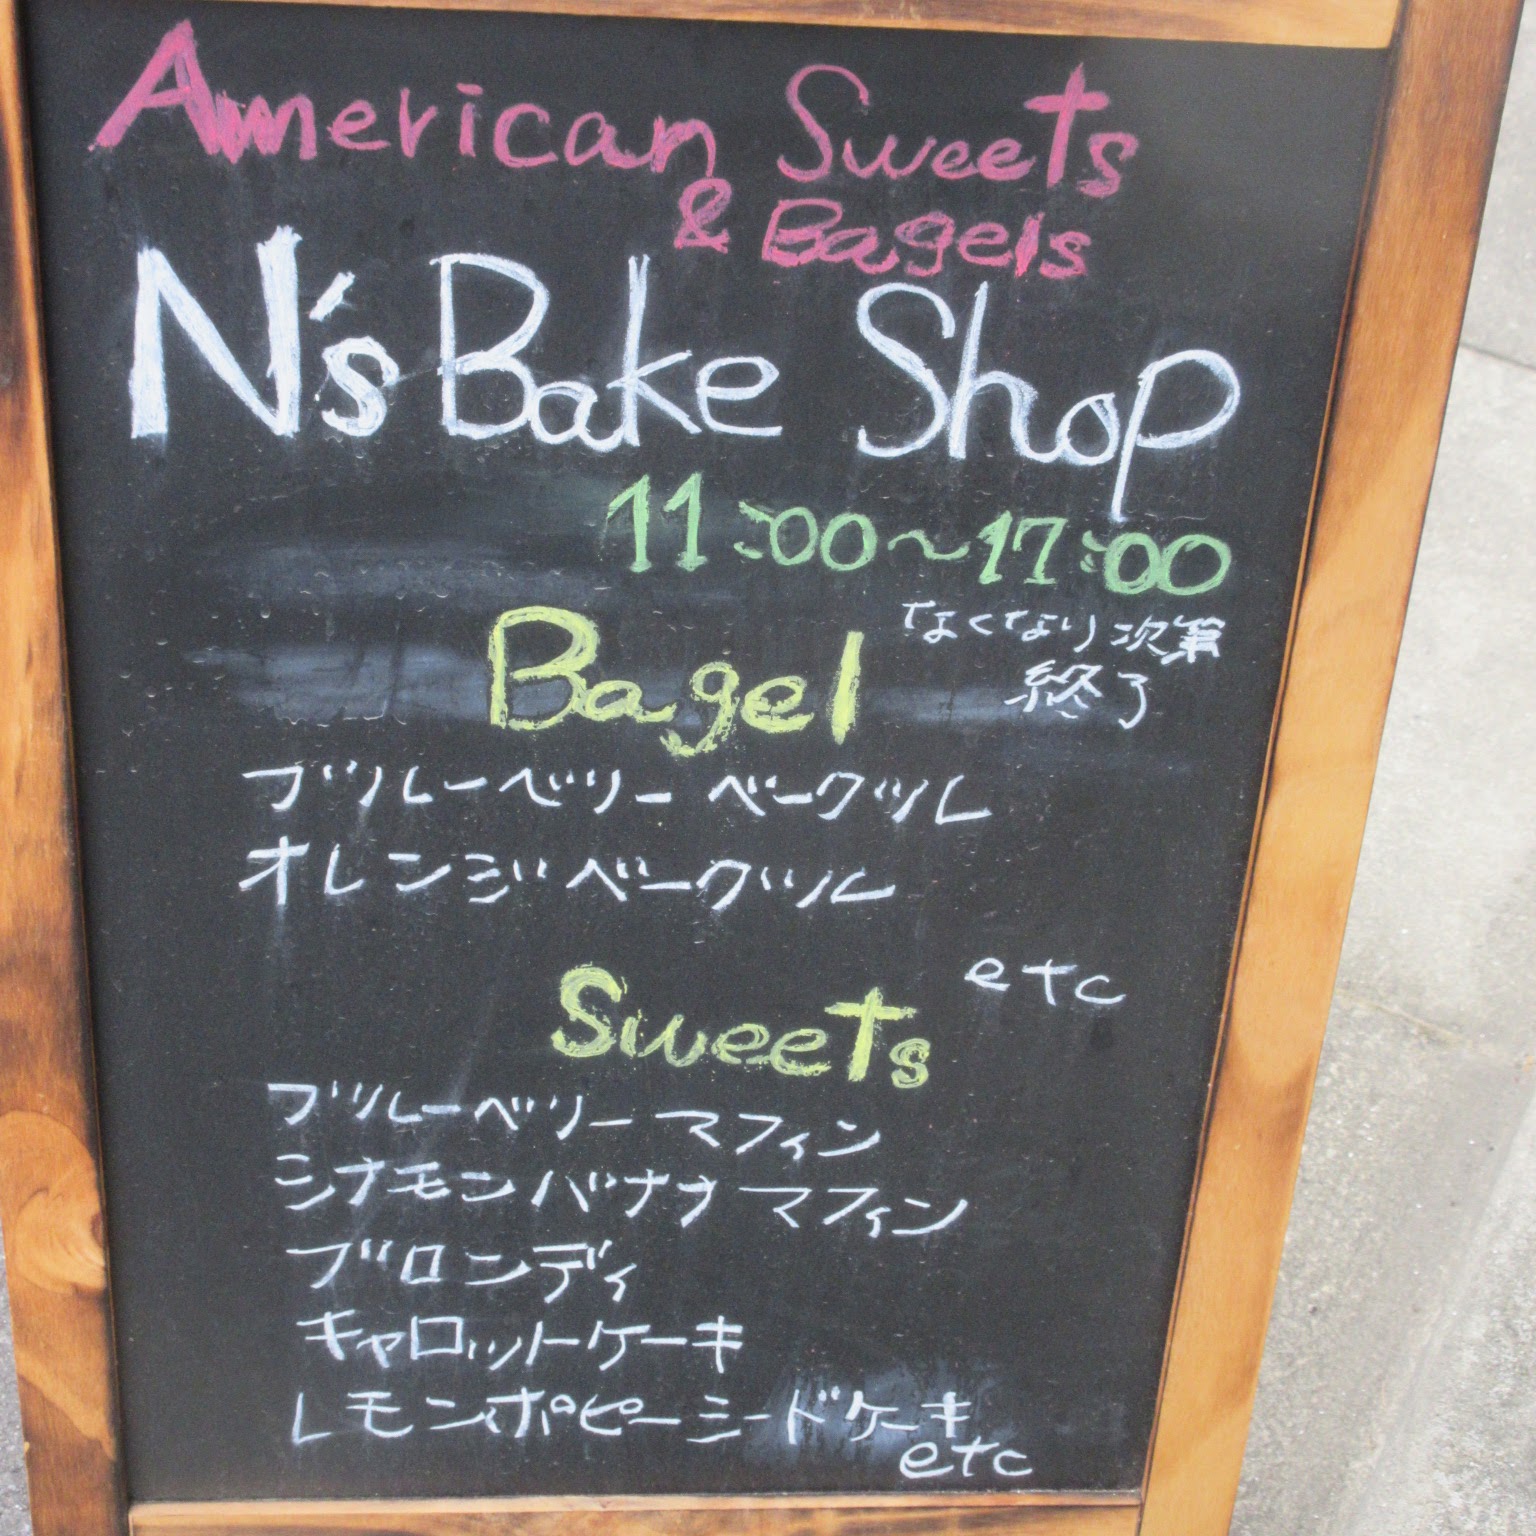 American Sweets
& Bagels
N's Bake Shop
11:00～17:00
なくなり次第
終了
Bagel
ブルーベリーベーグル
オレンジベーグル
etc
Sweets
ブルーベリーマフィン
シナモンバナナマフィン
ブロンディ
キャロットケーキ
レモンポピーシードケーキ
etc